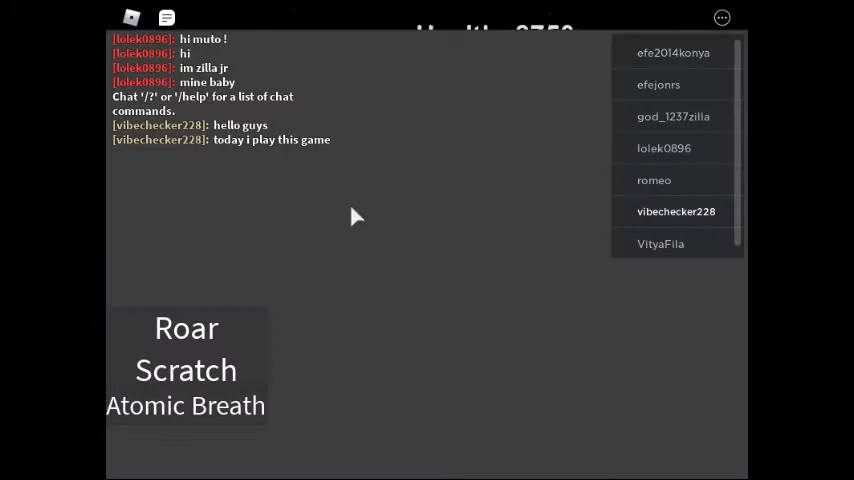 [lolek0896]: hi muto !
[lolek0896]: hi
[lolek0896]: im zilla jr
[lolek0896]: mine baby
Chat '/?' or '/help' for a list of chat
commands.
[vibechecker228]: hello guys
[vibechecker228]: today i play this game
efe2014konya
efejonrs
god_1237zilla
lolek0896
romeo
vibechecker228
VityaFila
Roar
Scratch
Atomic Breath